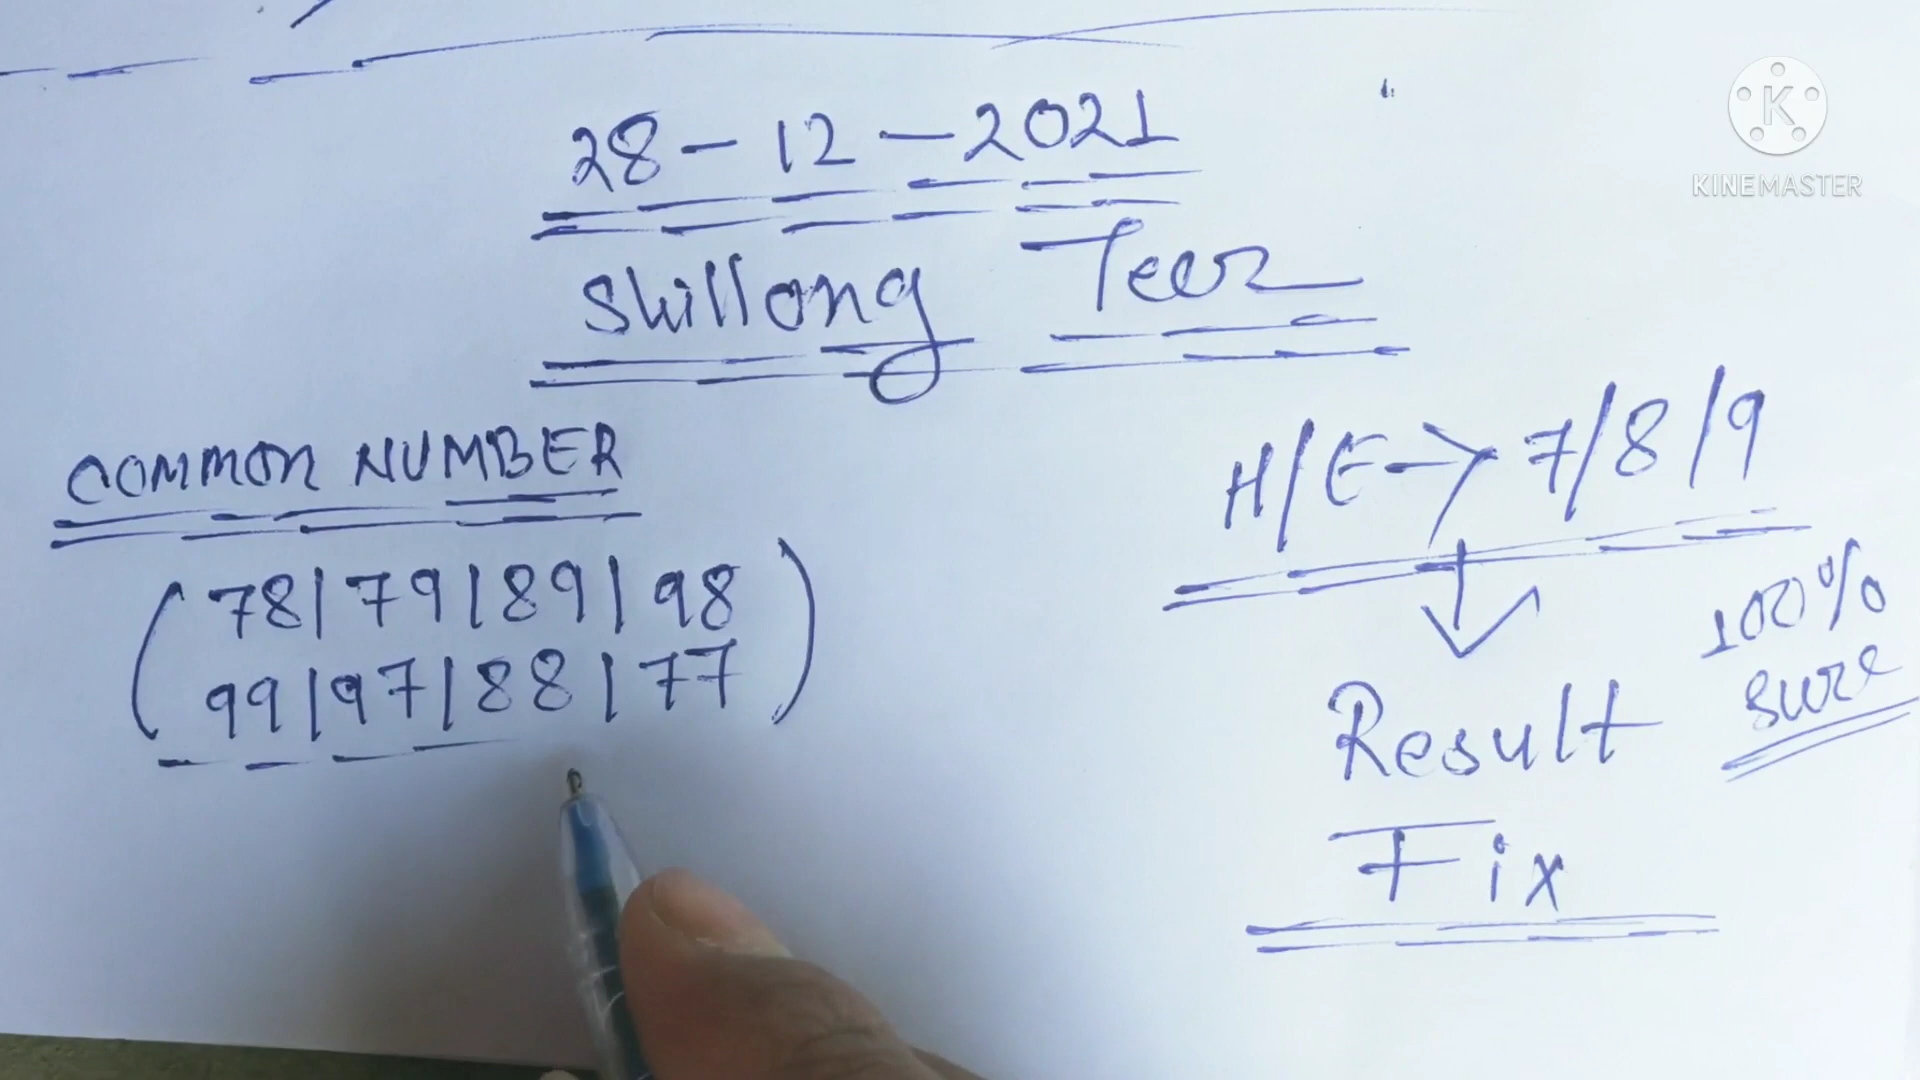 28-12-2021
Shillong Teer
COMMON NUMBER
(78|79|89|98
99|97|88|77)
H/E→7/8/9
100% sure
Result
Fix
K
KINEMASTER